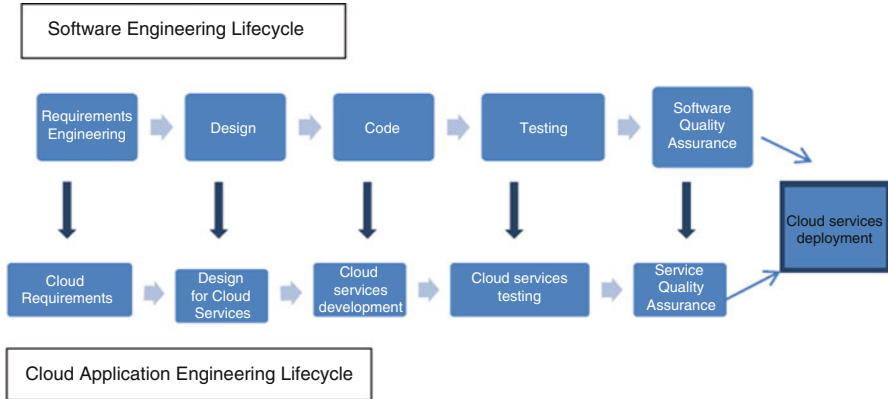 Software Engineering Lifecycle
Requirements
Engineering
Design
Code
Testing
Software
Quality
Assurance
Cloud services
deployment
Cloud
Requirements
Design
for Cloud
Services
Cloud
services
development
Cloud services
testing
Service
Quality
Assurance
Cloud Application Engineering Lifecycle